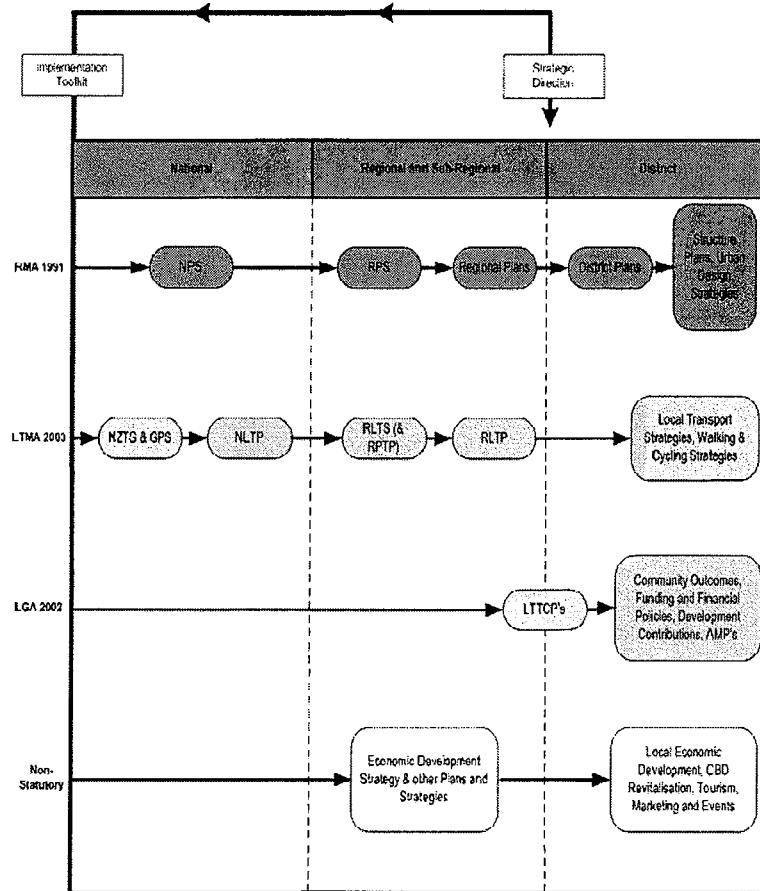 Implementation
Toolkit
Strategic
Direction
National
Regional and Sub-Regional
District
RMA 1991
NPS
RPS
Regional Plans
District Plans
Structure
Plans, Urban
Design,
Strategies
LTMA 2003
NZTS & GPS
NLTP
RLTS (&
RPTP)
RLTP
Local Transport
Strategies, Walking &
Cycling Strategies
LGA 2002
LTTCP's
Community Outcomes,
Funding and Financial
Policies, Development
Contributions, AMP's
Non-
Statutory
Economic Development
Strategy & other Plans and
Strategies
Local Economic
Development, CBD
Revitalisation, Tourism,
Marketing and Events